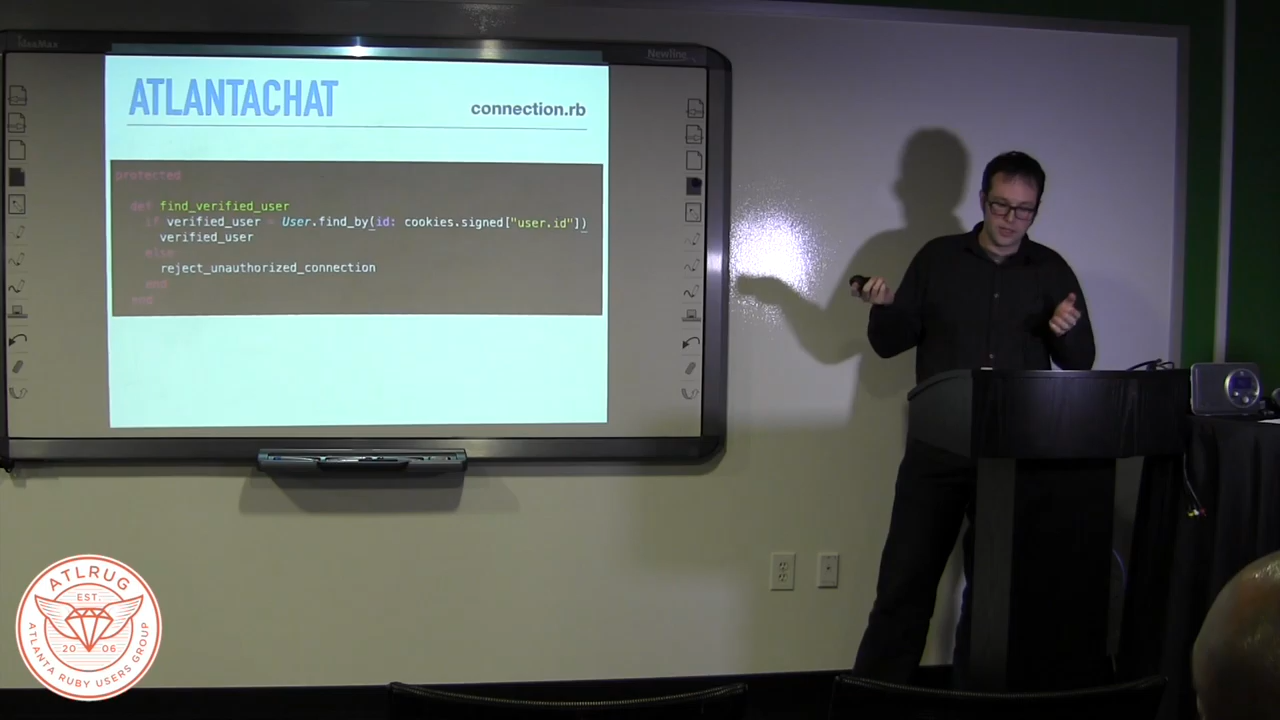 NewLine
ATLANTACHAT
connection.rb
protected
def find_verified_user
if verified_user = User.find_by(id: cookies.signed["user.id"])
verified_user
else
reject_unauthorized_connection
end
end
ATLRUG
EST.
20 06
ATLANTA RUBY USERS GROUP